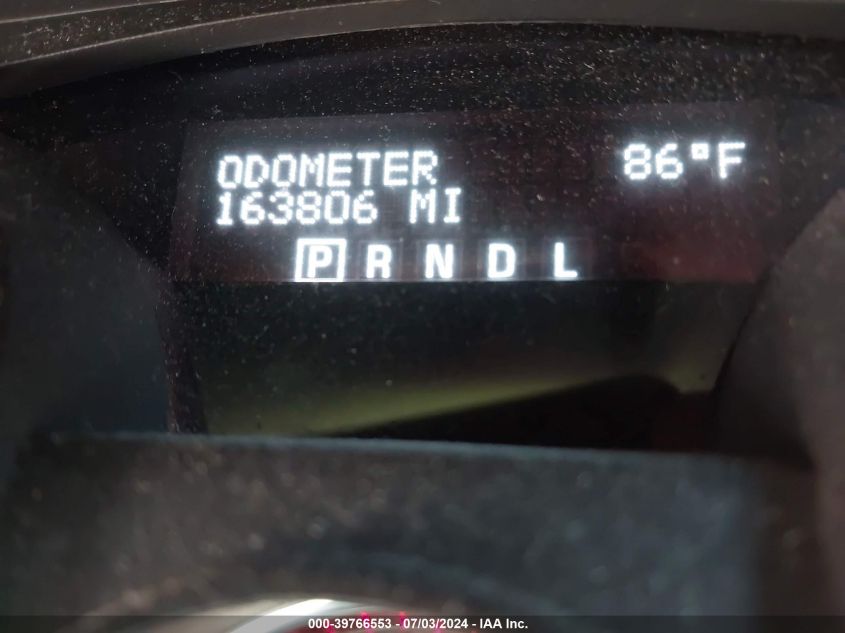 ODOMETER 86°F
163806 MI
P R N D L
000-39766553 - 07/03/2024 - IAA Inc.